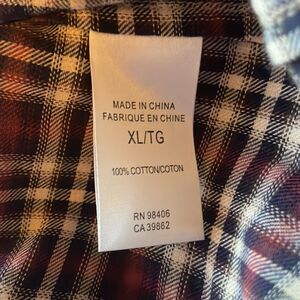 MADE IN CHINA
FABRIQUE EN CHINE
XL/TG
100% COTTON/COTON
RN 98406
CA 39862